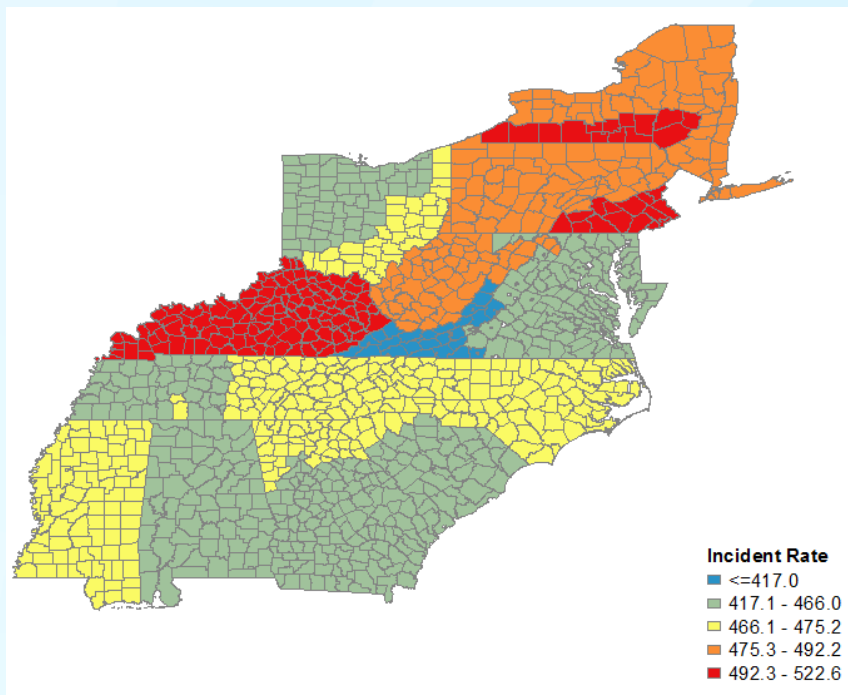 Incident Rate
<=417.0
417.1 - 466.0
466.1 - 475.2
475.3 - 492.2
492.3 - 522.6